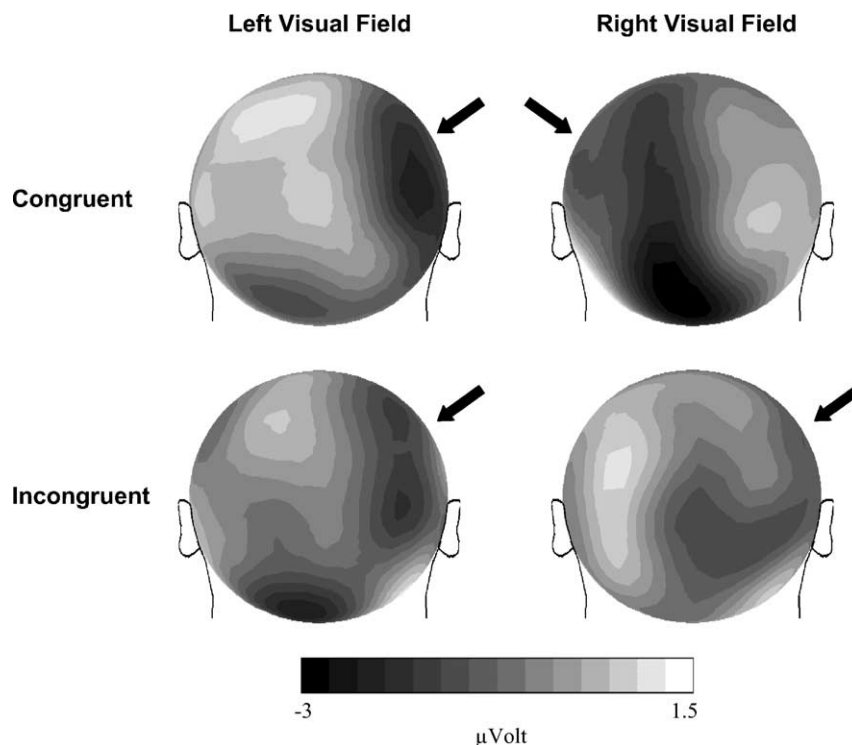 Left Visual Field
Right Visual Field
Congruent
Incongruent
-3
1.5
µVolt